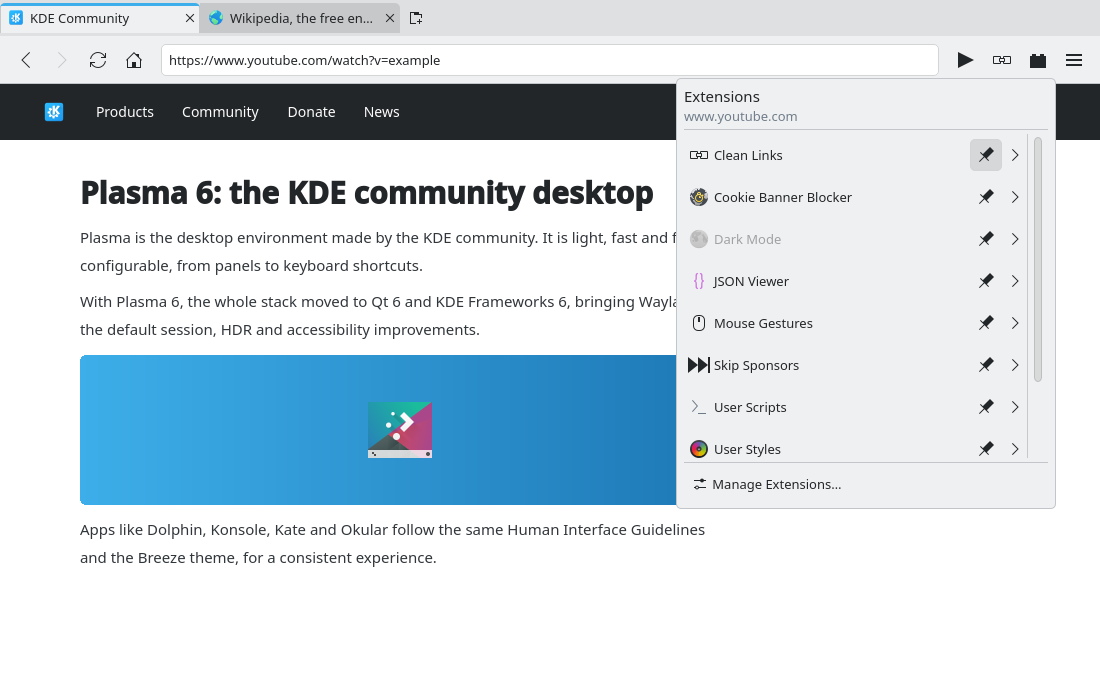 KDE Community
Wikipedia, the free en...
https://www.youtube.com/watch?v=example
Products Community Donate News
Extensions
www.youtube.com
Clean Links
Cookie Banner Blocker
Dark Mode
JSON Viewer
Mouse Gestures
Skip Sponsors
User Scripts
User Styles
Manage Extensions...
Plasma 6: the KDE community desktop
Plasma is the desktop environment made by the KDE community. It is light, fast and
configurable, from panels to keyboard shortcuts.
With Plasma 6, the whole stack moved to Qt 6 and KDE Frameworks 6, bringing
the default session, HDR and accessibility improvements.
Apps like Dolphin, Konsole, Kate and Okular follow the same Human Interface Guidelines
and the Breeze theme, for a consistent experience.